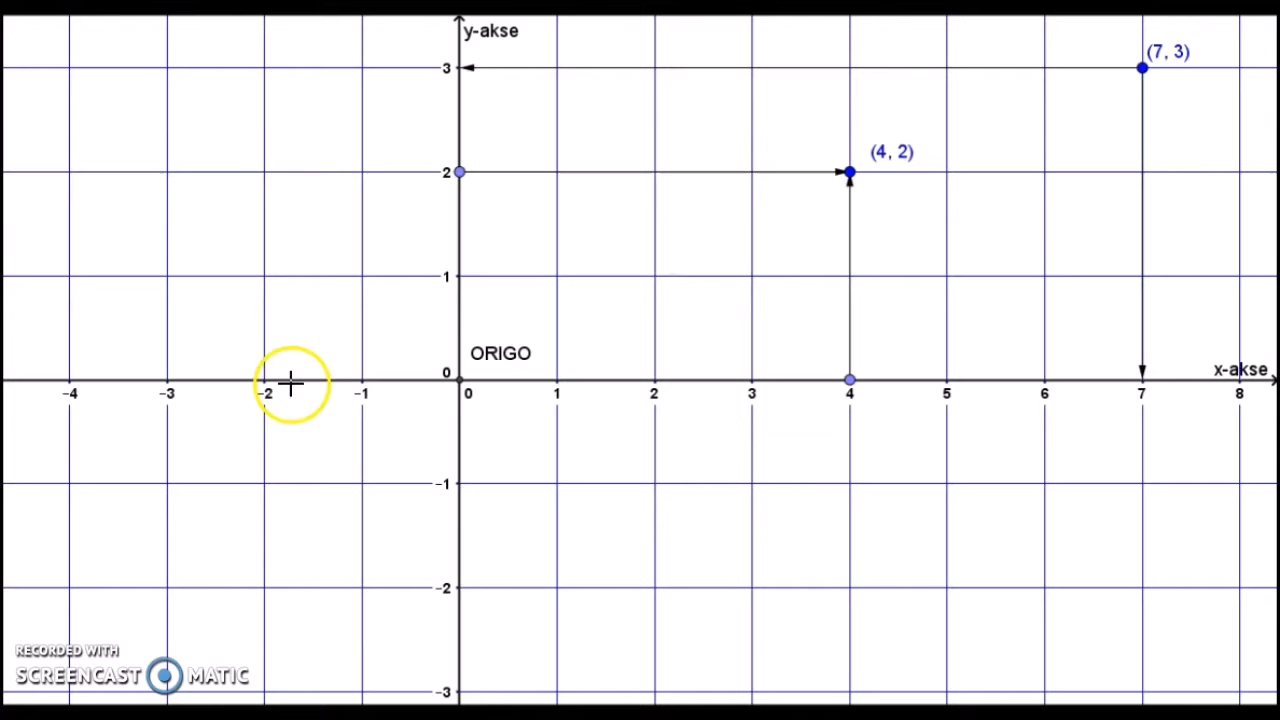 y-akse
(7, 3)
3
(4, 2)
2
1
ORIGO
0
x-akse
−4 −3 −2 −1 0 1 2 3 4 5 6 7 8
−1
−2
RECORDED WITH
SCREENCAST MATIC
−3